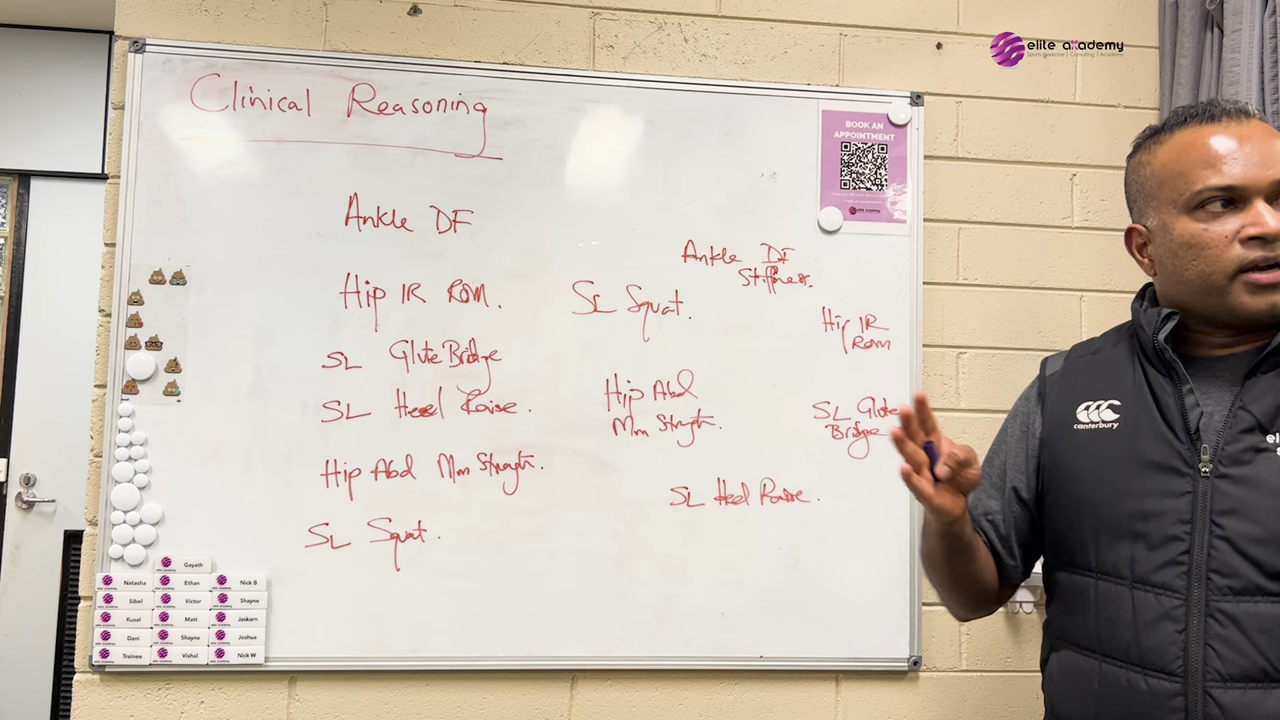 elite akademy
Sports Medicine | Consulting | Academy
Clinical Reasoning
BOOK AN
APPOINTMENT
elite akademy
Ankle DF
Hip IR ROM.
SL Glute Bridge
SL Heel Raise.
Hip Abd Mm Strength.
SL Squat.
Ankle DF
Stiffness.
SL Squat.
Hip IR
ROM
Hip Abd
Mm Strength.
SL Glute
Bridge
SL Heel Raise.
canterbury
Gayath
Natasha Ethan Nick B
Sibel Victor Shayne
Kusal Matt Jaskarn
Dani Shayne Joshua
Trainee Vishal Nick W